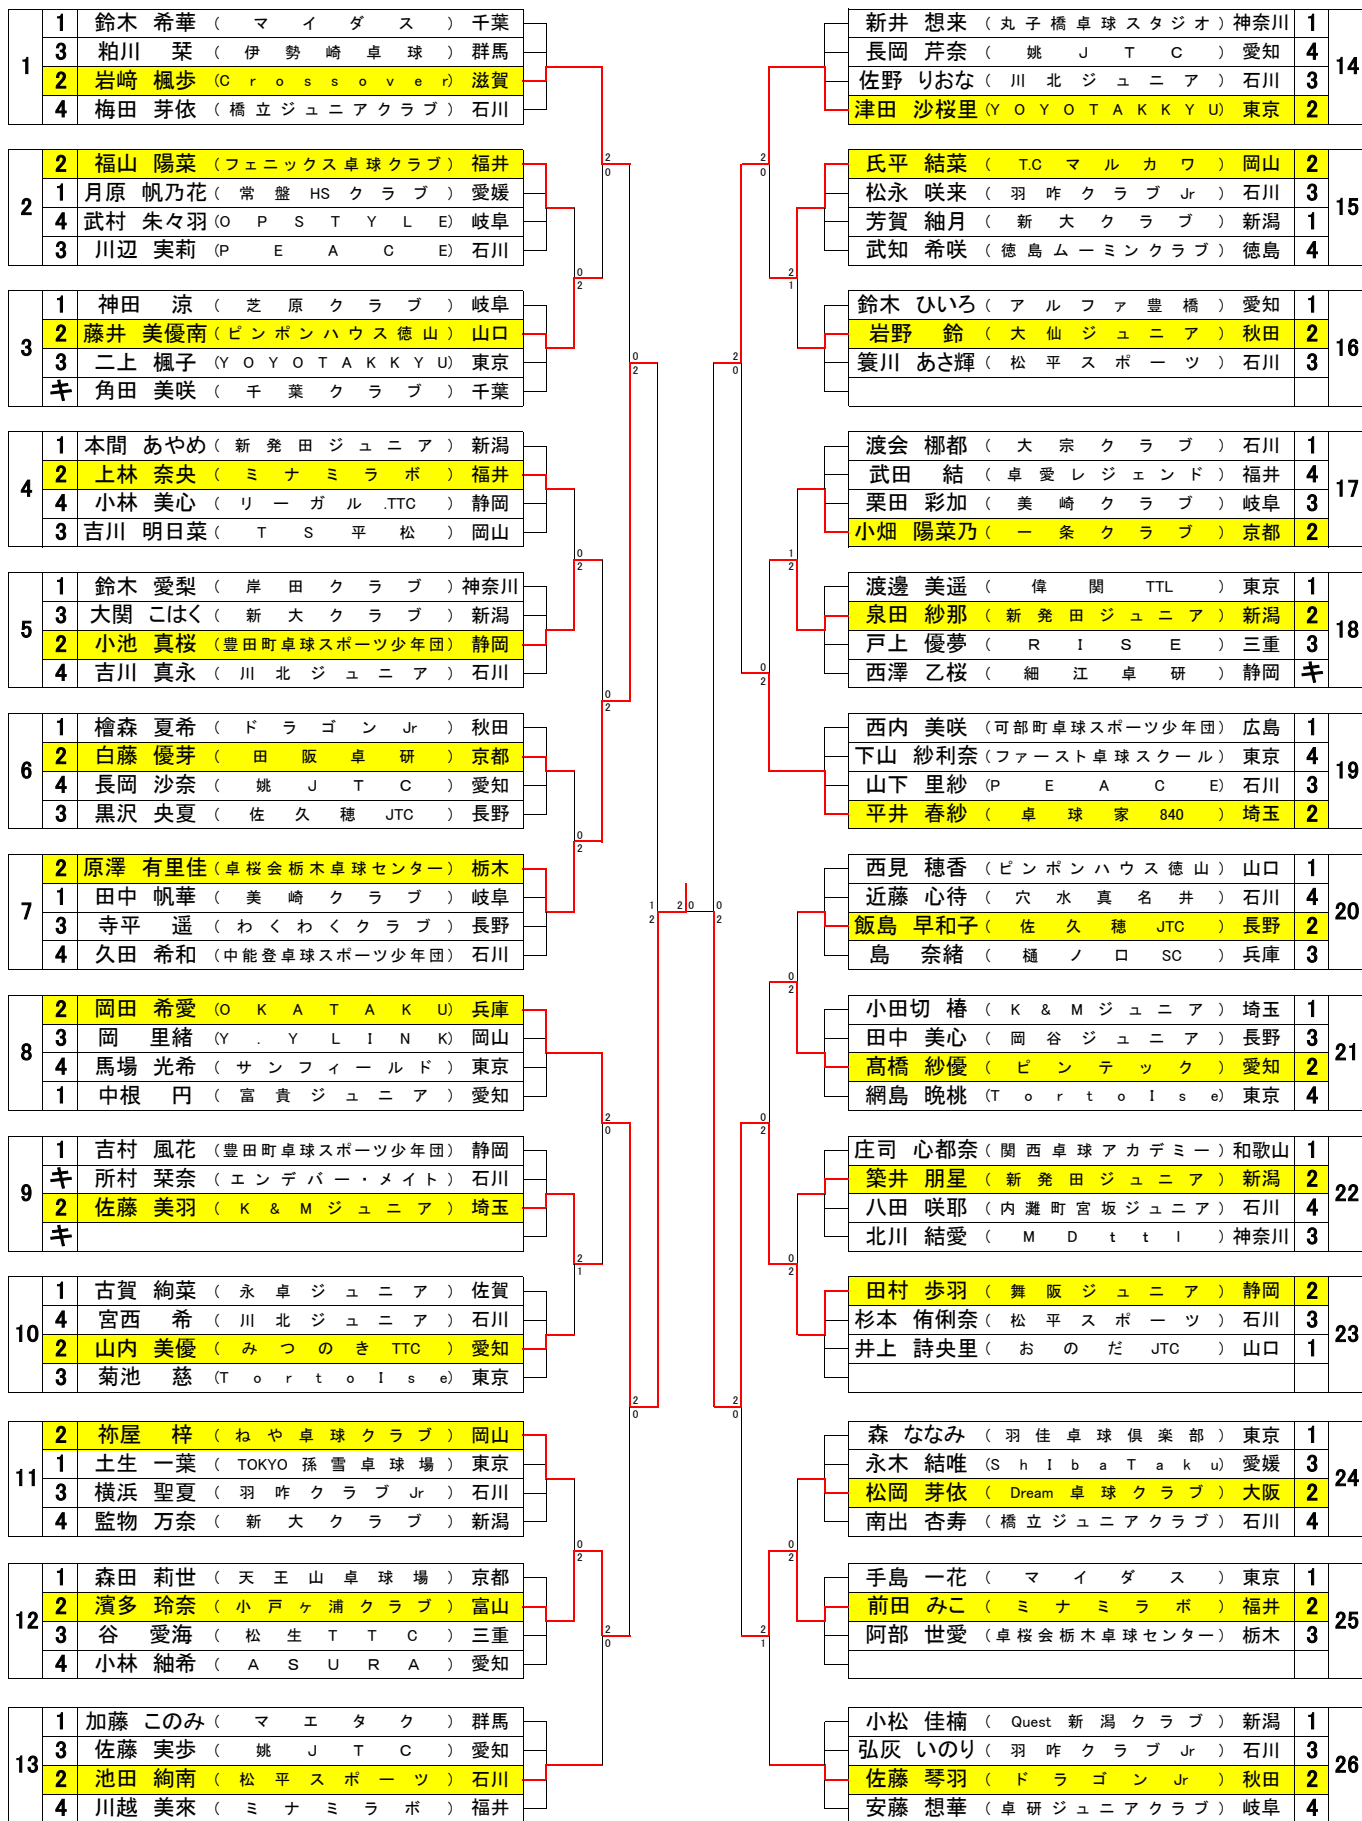 1
1 鈴木 希華 (マイダス) 千葉
3 粕川 栞 (伊勢崎卓球) 群馬
2 岩﨑 楓歩 (Crossover) 滋賀
4 梅田 芽依 (橋立ジュニアクラブ) 石川
2
2 福山 陽菜 (フェニックス卓球クラブ) 福井
1 月原 帆乃花 (常盤HSクラブ) 愛媛
4 武村 朱々羽 (OPSTYLE) 岐阜
3 川辺 実莉 (PEACE) 石川
3
1 神田 涼 (芝原クラブ) 岐阜
2 藤井 美優南 (ピンポンハウス徳山) 山口
3 二上 楓子 (YOYOTAKKYU) 東京
キ 角田 美咲 (千葉クラブ) 千葉
4
1 本間 あやめ (新発田ジュニア) 新潟
2 上林 奈央 (ミナミラボ) 福井
4 小林 美心 (リーガル.TTC) 静岡
3 吉川 明日菜 (TS平松) 岡山
5
1 鈴木 愛梨 (岸田クラブ) 神奈川
3 大関 こはく (新大クラブ) 新潟
2 小池 真桜 (豊田町卓球スポーツ少年団) 静岡
4 吉川 真永 (川北ジュニア) 石川
6
1 檜森 夏希 (ドラゴンJr) 秋田
2 白藤 優芽 (田阪卓研) 京都
4 長岡 沙奈 (姚JTC) 愛知
3 黒沢 央夏 (佐久穂JTC) 長野
7
2 原澤 有里佳 (卓桜会栃木卓球センター) 栃木
1 田中 帆華 (美崎クラブ) 岐阜
3 寺平 遥 (わくわくクラブ) 長野
4 久田 希和 (中能登卓球スポーツ少年団) 石川
8
2 岡田 希愛 (OKATAKU) 兵庫
3 岡 里緒 (Y.YLINK) 岡山
4 馬場 光希 (サンフィールド) 東京
1 中根 円 (富貴ジュニア) 愛知
9
1 吉村 風花 (豊田町卓球スポーツ少年団) 静岡
キ 所村 栞奈 (エンデバー・メイト) 石川
2 佐藤 美羽 (K&Mジュニア) 埼玉
キ
10
1 古賀 絢菜 (永卓ジュニア) 佐賀
4 宮西 希 (川北ジュニア) 石川
2 山内 美優 (みつのきTTC) 愛知
3 菊池 慈 (TortoIse) 東京
11
2 祢屋 梓 (ねや卓球クラブ) 岡山
1 土生 一葉 (TOKYO孫雪卓球場) 東京
3 横浜 聖夏 (羽咋クラブJr) 石川
4 監物 万奈 (新大クラブ) 新潟
12
1 森田 莉世 (天王山卓球場) 京都
2 濱多 玲奈 (小戸ヶ浦クラブ) 富山
3 谷 愛海 (松生TTC) 三重
4 小林 紬希 (ASURA) 愛知
13
1 加藤 このみ (マエタク) 群馬
3 佐藤 実歩 (姚JTC) 愛知
2 池田 絢南 (松平スポーツ) 石川
4 川越 美來 (ミナミラボ) 福井
2
0
0
2
0
2
0
2
0
2
0
2
2
0
2
1
2
0
0
2
2
0
1
2
2 0
0
2
2
0
2
1
2
0
1
2
0
2
0
2
0
2
0
2
2
0
0
2
2
1
新井 想来 (丸子橋卓球スタジオ) 神奈川 1
長岡 芹奈 (姚JTC) 愛知 4
佐野 りおな (川北ジュニア) 石川 3
津田 沙桜里 (YOYOTAKKYU) 東京 2
14
氏平 結菜 (T.Cマルカワ) 岡山 2
松永 咲来 (羽咋クラブJr) 石川 3
芳賀 紬月 (新大クラブ) 新潟 1
武知 希咲 (徳島ムーミンクラブ) 徳島 4
15
鈴木 ひいろ (アルファ豊橋) 愛知 1
岩野 鈴 (大仙ジュニア) 秋田 2
簑川 あさ輝 (松平スポーツ) 石川 3
16
渡会 梛都 (大宗クラブ) 石川 1
武田 結 (卓愛レジェンド) 福井 4
栗田 彩加 (美崎クラブ) 岐阜 3
小畑 陽菜乃 (一条クラブ) 京都 2
17
渡邊 美遥 (偉関TTL) 東京 1
泉田 紗那 (新発田ジュニア) 新潟 2
戸上 優夢 (RISE) 三重 3
西澤 乙桜 (細江卓研) 静岡 キ
18
西内 美咲 (可部町卓球スポーツ少年団) 広島 1
下山 紗利奈 (ファースト卓球スクール) 東京 4
山下 里紗 (PEACE) 石川 3
平井 春紗 (卓球家840) 埼玉 2
19
西見 穂香 (ピンポンハウス徳山) 山口 1
近藤 心待 (穴水真名井) 石川 4
飯島 早和子 (佐久穂JTC) 長野 2
島 奈緒 (樋ノ口SC) 兵庫 3
20
小田切 椿 (K&Mジュニア) 埼玉 1
田中 美心 (岡谷ジュニア) 長野 3
髙橋 紗優 (ピンテック) 愛知 2
網島 晩桃 (TortoIse) 東京 4
21
庄司 心都奈 (関西卓球アカデミー) 和歌山 1
築井 朋星 (新発田ジュニア) 新潟 2
八田 咲耶 (内灘町宮坂ジュニア) 石川 4
北川 結愛 (MDttl) 神奈川 3
22
田村 歩羽 (舞阪ジュニア) 静岡 2
杉本 侑俐奈 (松平スポーツ) 石川 3
井上 詩央里 (おのだJTC) 山口 1
23
森 ななみ (羽佳卓球倶楽部) 東京 1
永木 結唯 (ShIbaTaku) 愛媛 3
松岡 芽依 (Dream卓球クラブ) 大阪 2
南出 杏寿 (橋立ジュニアクラブ) 石川 4
24
手島 一花 (マイダス) 東京 1
前田 みこ (ミナミラボ) 福井 2
阿部 世愛 (卓桜会栃木卓球センター) 栃木 3
25
小松 佳楠 (Quest新潟クラブ) 新潟 1
弘灰 いのり (羽咋クラブJr) 石川 3
佐藤 琴羽 (ドラゴンJr) 秋田 2
安藤 想華 (卓研ジュニアクラブ) 岐阜 4
26